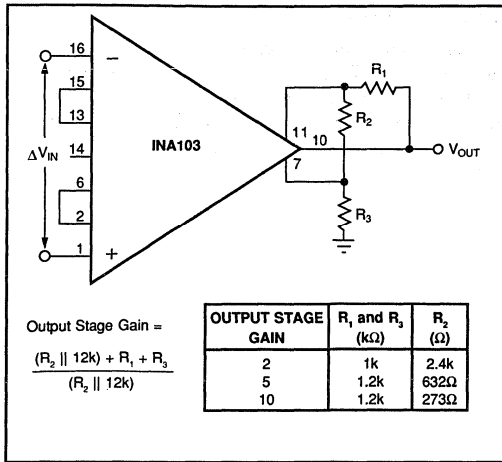 16
−
15
13
ΔV_IN
14
6
2
1
+
INA103
11
10
7
R₁
R₂
R₃
V_OUT
Output Stage Gain =
(R₂ || 12k) + R₁ + R₃
(R₂ || 12k)
OUTPUT STAGE GAIN R₁ and R₃ (kΩ) R₂ (Ω)
2 1k 2.4k
5 1.2k 632Ω
10 1.2k 273Ω